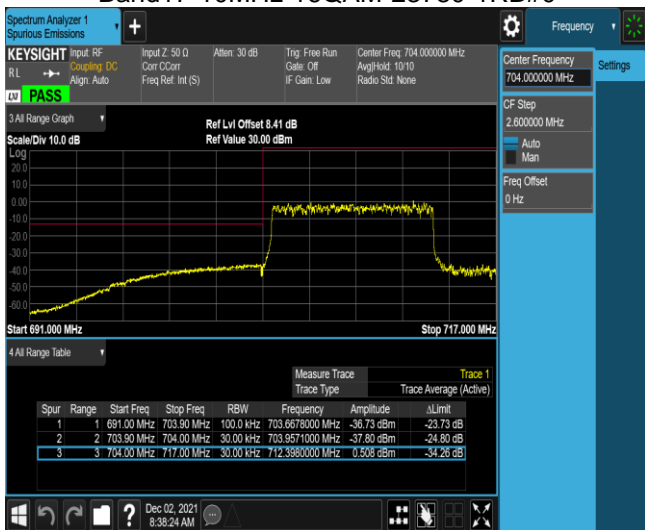 Spectrum Analyzer 1
Spurious Emissions
Frequency
KEYSIGHT Input: RF
Coupling: DC
Align: Auto
RL
LXI PASS
Input Z: 50 Ω
Corr CCorr
Freq Ref: Int (S)
Atten: 30 dB
Trig: Free Run
Gate: Off
IF Gain: Low
Center Freq: 704.000000 MHz
Avg|Hold: 10/10
Radio Std: None
Center Frequency
704.000000 MHz
Settings
CF Step
2.600000 MHz
Auto
Man
Freq Offset
0 Hz
3 All Range Graph
Ref Lvl Offset 8.41 dB
Scale/Div 10.0 dB
Ref Value 30.00 dBm
Log
20.0
10.0
0.00
-10.0
-20.0
-30.0
-40.0
-50.0
-60.0
Start 691.000 MHz
Stop 717.000 MHz
4 All Range Table
Measure Trace Trace 1
Trace Type Trace Average (Active)
Spur Range Start Freq Stop Freq RBW Frequency Amplitude ΔLimit
1 1 691.00 MHz 703.90 MHz 100.0 kHz 703.6678000 MHz -36.73 dBm -23.73 dB
2 2 703.90 MHz 704.00 MHz 30.00 kHz 703.9571000 MHz -37.80 dBm -24.80 dB
3 3 704.00 MHz 717.00 MHz 30.00 kHz 712.3980000 MHz 0.508 dBm -34.26 dB
Dec 02, 2021
8:38:24 AM